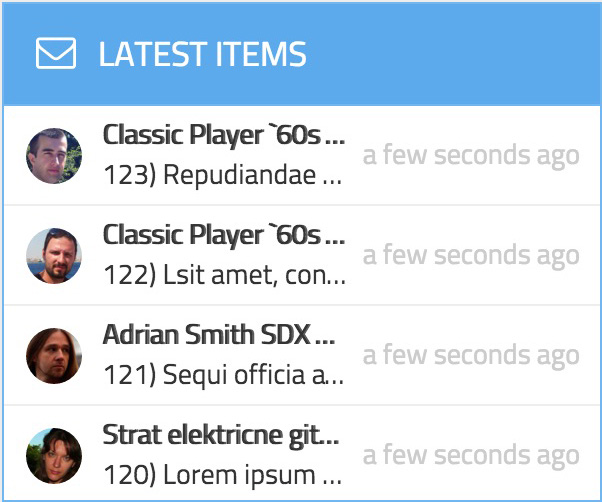 LATEST ITEMS
Classic Player `60s ...
123) Repudiandae ...
a few seconds ago
Classic Player `60s ...
122) Lsit amet, con...
a few seconds ago
Adrian Smith SDX ...
121) Sequi officia a...
a few seconds ago
Strat elektricne git...
120) Lorem ipsum ...
a few seconds ago